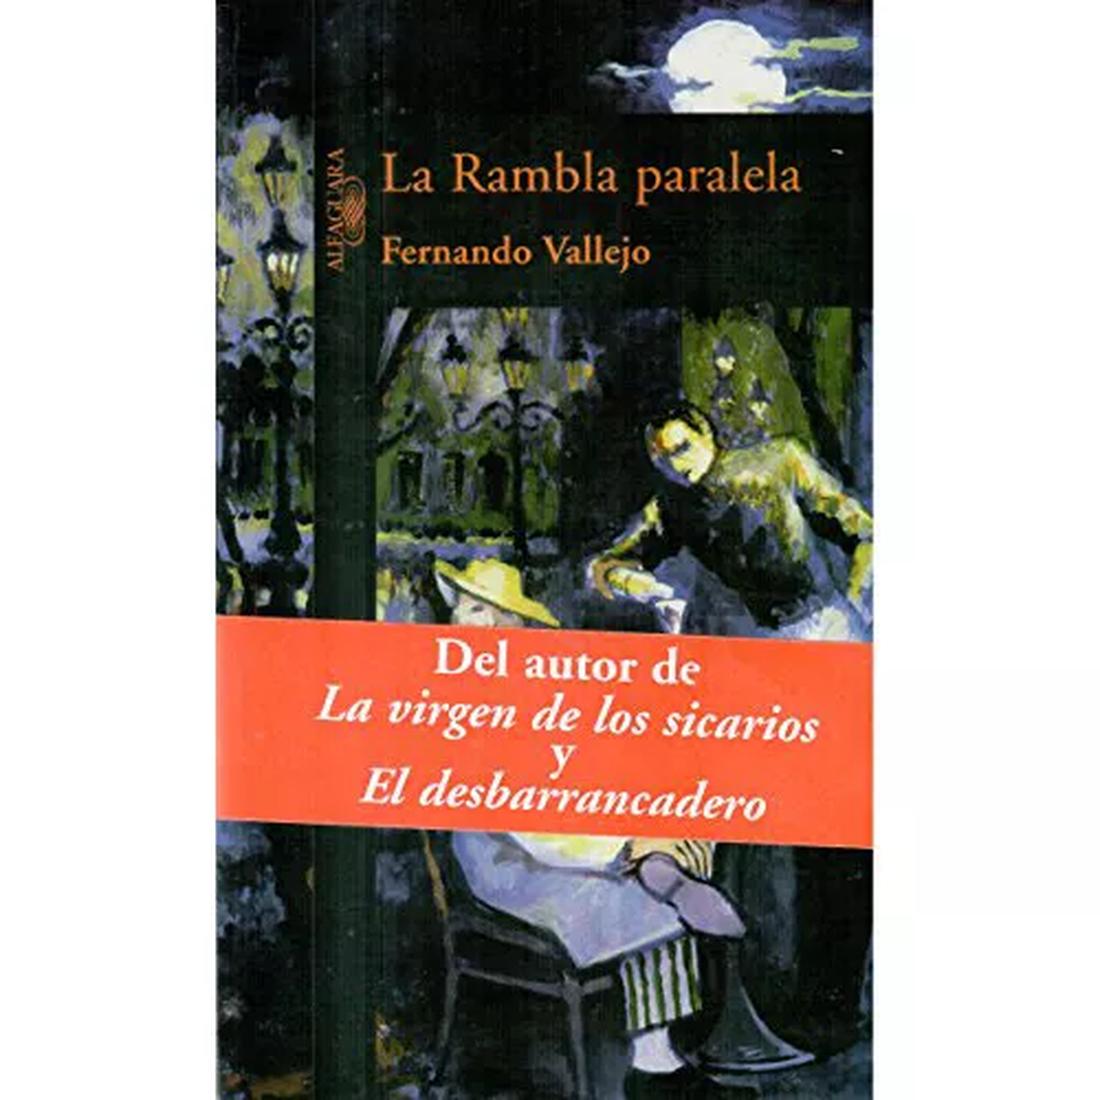 La Rambla paralela
ALFAGUARA
Fernando Vallejo
Del autor de
La virgen de los sicarios
y
El desbarrancadero